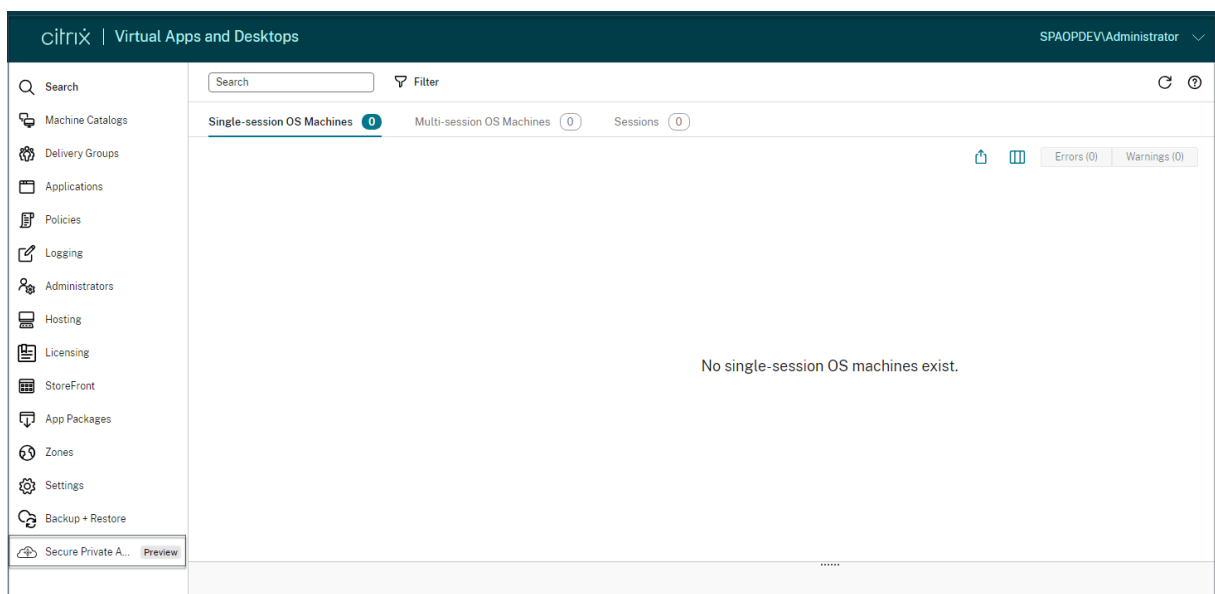 citrix | Virtual Apps and Desktops
SPAOPDEV\Administrator
Search
Machine Catalogs
Delivery Groups
Applications
Policies
Logging
Administrators
Hosting
Licensing
StoreFront
App Packages
Zones
Settings
Backup + Restore
Secure Private A... Preview
Search Filter
Single-session OS Machines 0 Multi-session OS Machines 0 Sessions 0
Errors (0) Warnings (0)
No single-session OS machines exist.